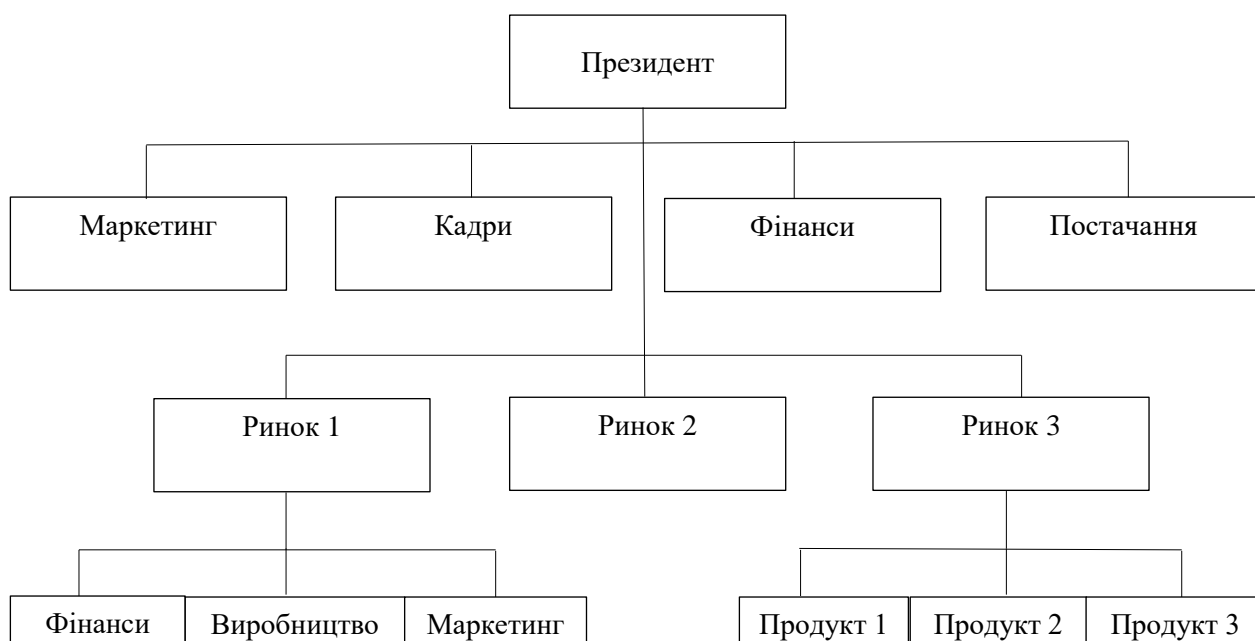 Президент
Маркетинг
Кадри
Фінанси
Постачання
Ринок 1
Ринок 2
Ринок 3
Фінанси
Виробництво
Маркетинг
Продукт 1
Продукт 2
Продукт 3